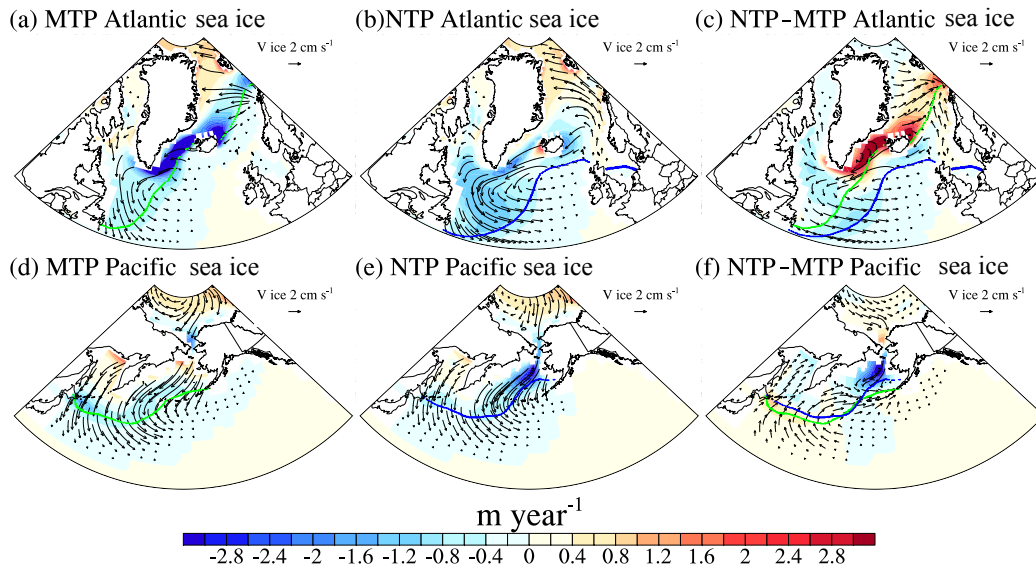 (a) MTP Atlantic sea ice
(b) NTP Atlantic sea ice
(c) NTP-MTP Atlantic sea ice
V ice 2 cm s-1
V ice 2 cm s-1
V ice 2 cm s-1
(d) MTP Pacific sea ice
(e) NTP Pacific sea ice
(f) NTP-MTP Pacific sea ice
V ice 2 cm s-1
V ice 2 cm s-1
V ice 2 cm s-1
m year-1
-2.8 -2.4 -2 -1.6 -1.2 -0.8 -0.4 0 0.4 0.8 1.2 1.6 2 2.4 2.8